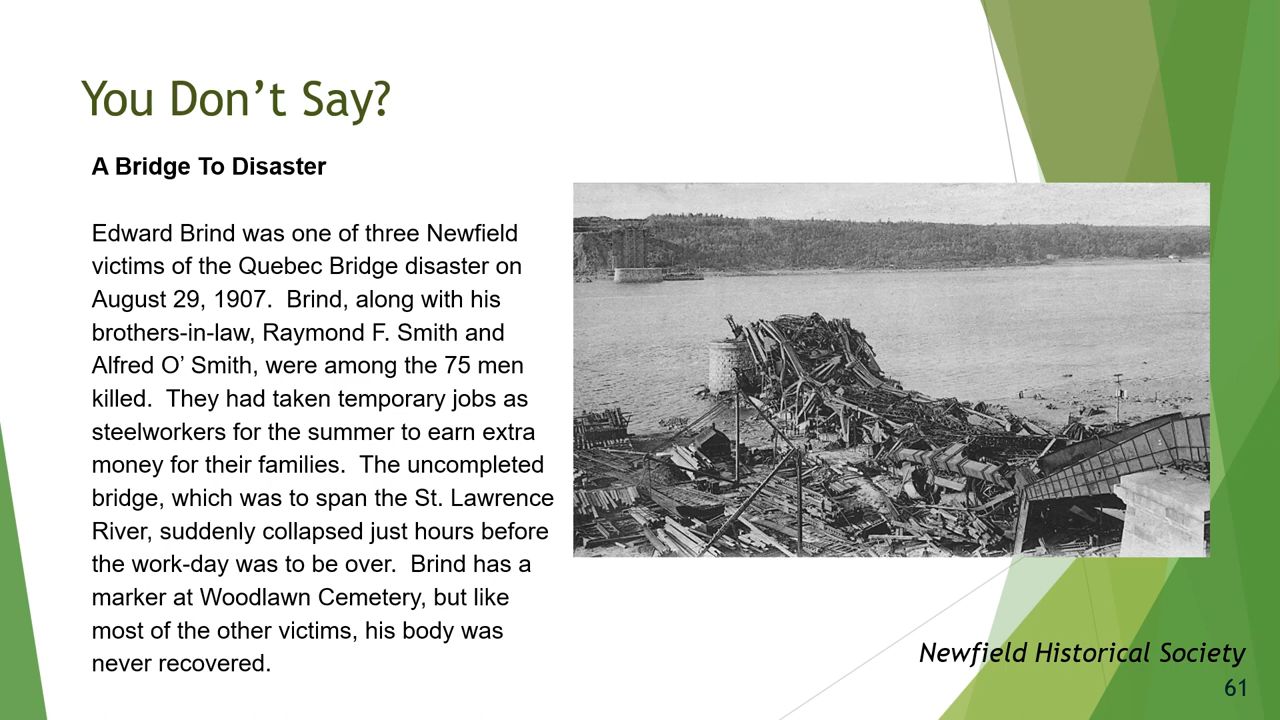 You Don’t Say?
A Bridge To Disaster
Edward Brind was one of three Newfield
victims of the Quebec Bridge disaster on
August 29, 1907.  Brind, along with his
brothers-in-law, Raymond F. Smith and
Alfred O’ Smith, were among the 75 men
killed.  They had taken temporary jobs as
steelworkers for the summer to earn extra
money for their families.  The uncompleted
bridge, which was to span the St. Lawrence
River, suddenly collapsed just hours before
the work-day was to be over.  Brind has a
marker at Woodlawn Cemetery, but like
most of the other victims, his body was
never recovered.
Newfield Historical Society
61